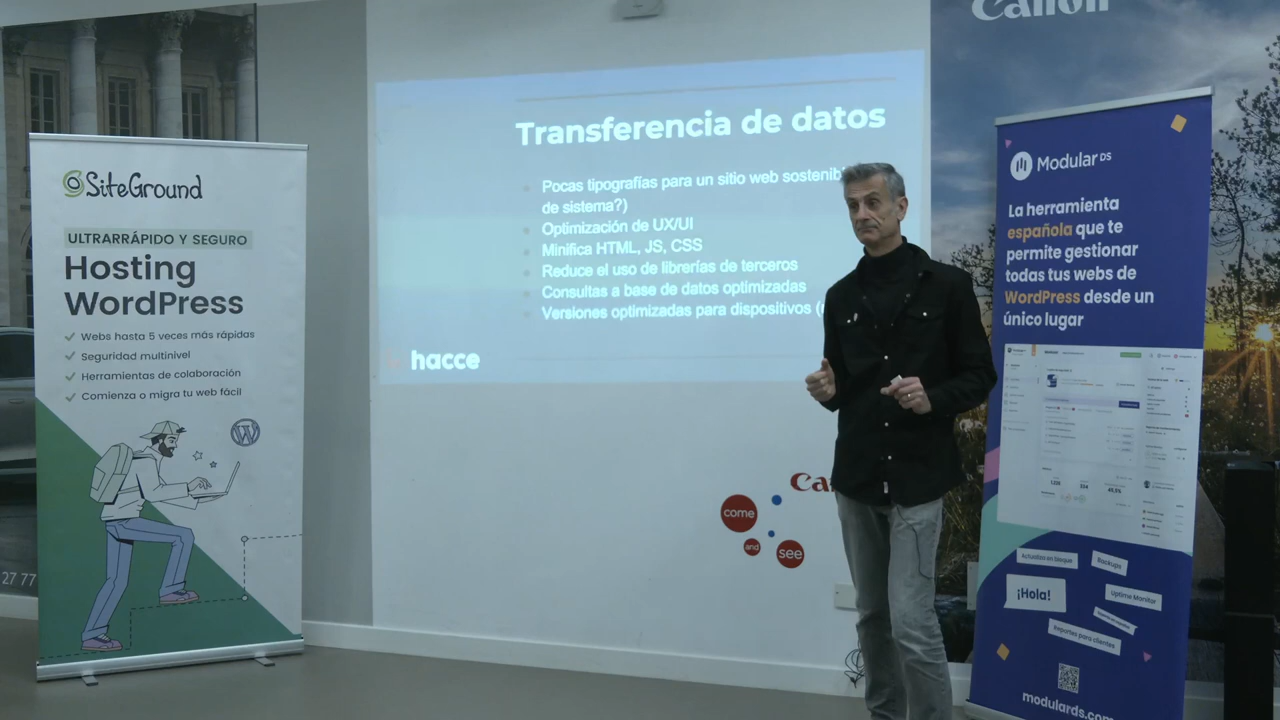 SiteGround
ULTRARRÁPIDO Y SEGURO
Hosting
WordPress
Webs hasta 5 veces más rápidas
Seguridad multinivel
Herramientas de colaboración
Comienza o migra tu web fácil
27 77
Transferencia de datos
Pocas tipografías para un sitio web
de sistema?)
Optimización de UX/UI
Minifica HTML, JS, CSS
Reduce el uso de librerías de terceros
Consultas a base de datos optimizadas
Versiones optimizadas para dispositivos
hacce
come
and
see
Canon
Modular DS
La herramienta
española que te
permite gestionar
todas tus webs de
WordPress desde un
único lugar
Actualiza en bloque
Backups
¡Hola!
Uptime Monitor
Reportes para clientes
modulards.com